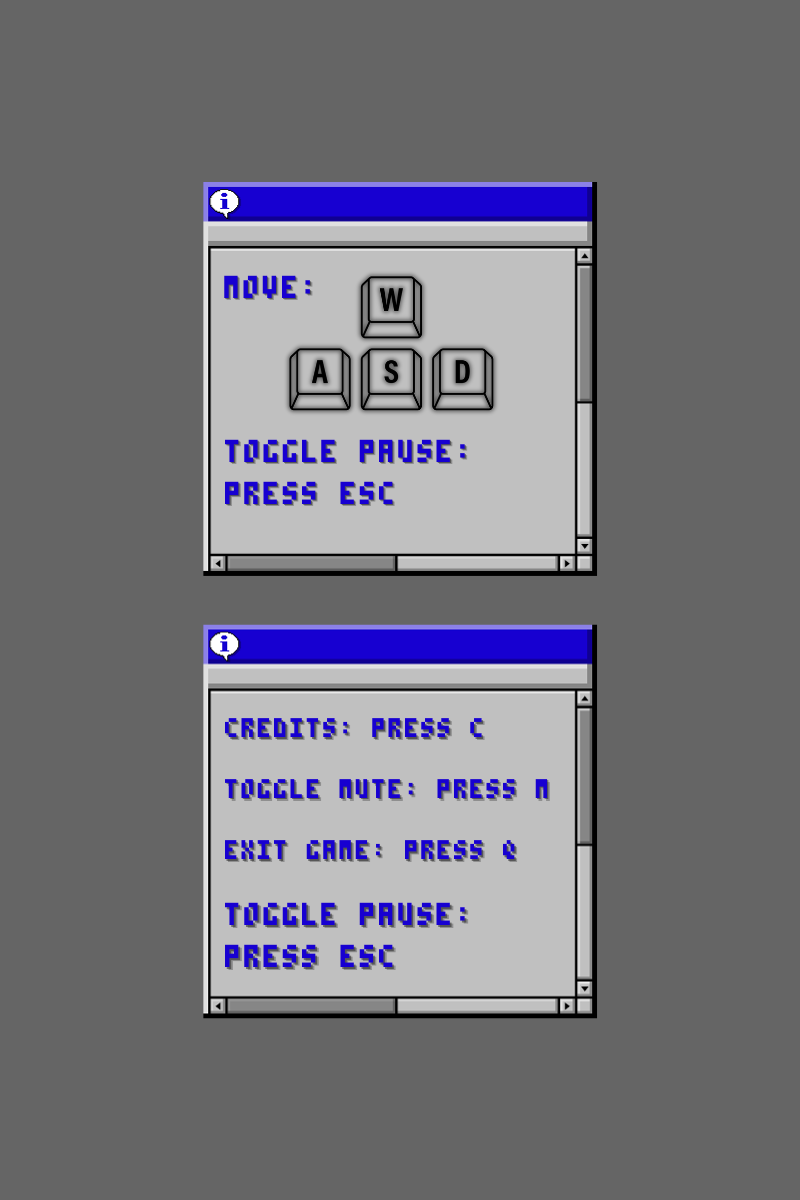 i
MOVE:
W
A S D
TOGGLE PAUSE:
PRESS ESC
i
CREDITS: PRESS C
TOGGLE MUTE: PRESS M
EXIT GAME: PRESS Q
TOGGLE PAUSE:
PRESS ESC